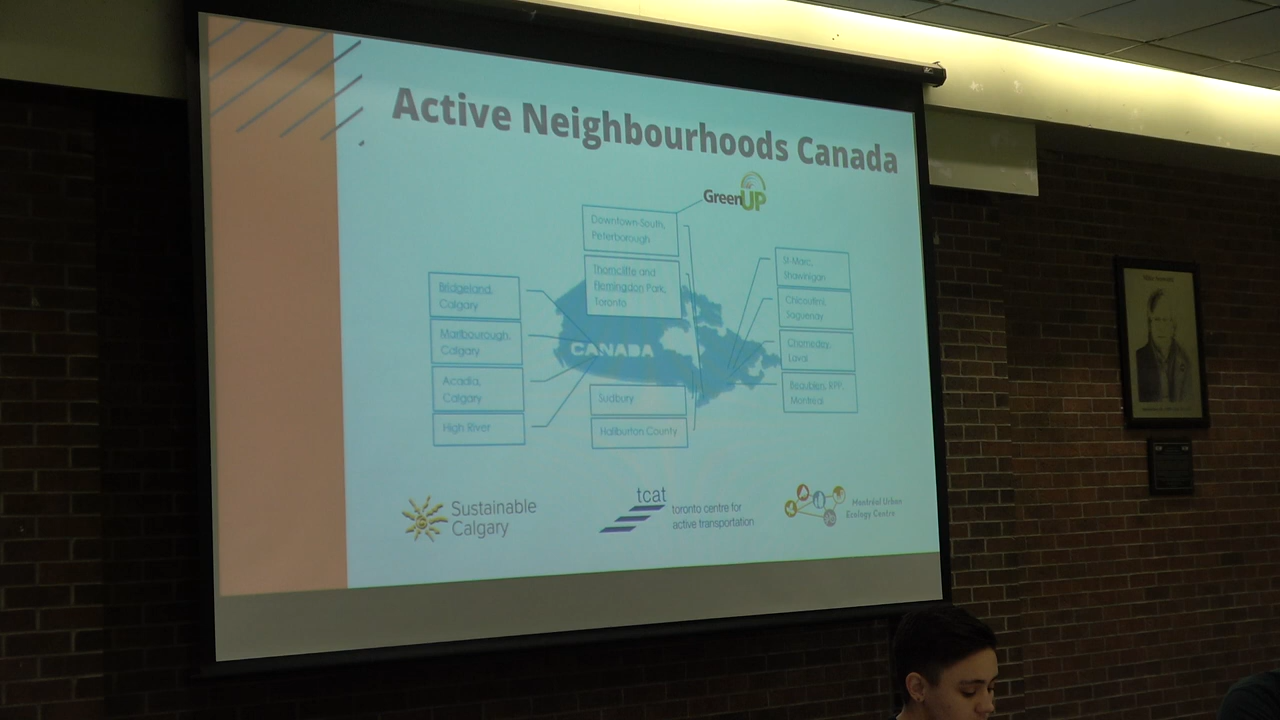 Active Neighbourhoods Canada
GreenUP
Downtown-South,
Peterborough
Thorncliffe and
Flemingdon Park,
Toronto
Bridgeland,
Calgary
Marlbourough,
Calgary
Acadia,
Calgary
High River
CANADA
Sudbury
Haliburton County
St-Marc,
Shawinigan
Chicoutimi,
Saguenay
Chomedey,
Laval
Beaubien, RPP,
Montréal
Sustainable
Calgary
tcat
toronto centre for
active transportation
Montréal Urban
Ecology Centre